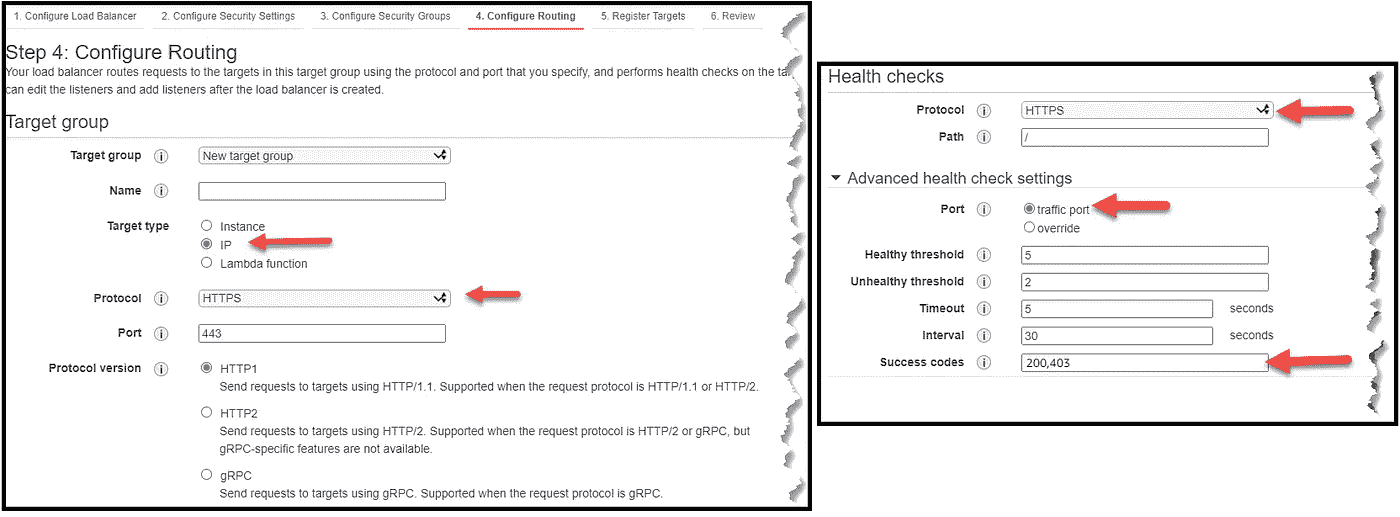 1. Configure Load Balancer 2. Configure Security Settings 3. Configure Security Groups 4. Configure Routing 5. Register Targets 6. Review
Step 4: Configure Routing
Your load balancer routes requests to the targets in this target group using the protocol and port that you specify, and performs health checks on the
can edit the listeners and add listeners after the load balancer is created.
Target group
Target group i New target group
Name i
Target type i Instance
IP
Lambda function
Protocol i HTTPS
Port i 443
Protocol version i HTTP1
Send requests to targets using HTTP/1.1. Supported when the request protocol is HTTP/1.1 or HTTP/2.
HTTP2
Send requests to targets using HTTP/2. Supported when the request protocol is HTTP/2 or gRPC, but
gRPC-specific features are not available.
gRPC
Send requests to targets using gRPC. Supported when the request protocol is gRPC.
Health checks
Protocol i HTTPS
Path i /
Advanced health check settings
Port i traffic port
override
Healthy threshold i 5
Unhealthy threshold i 2
Timeout i 5 seconds
Interval i 30 seconds
Success codes i 200,403